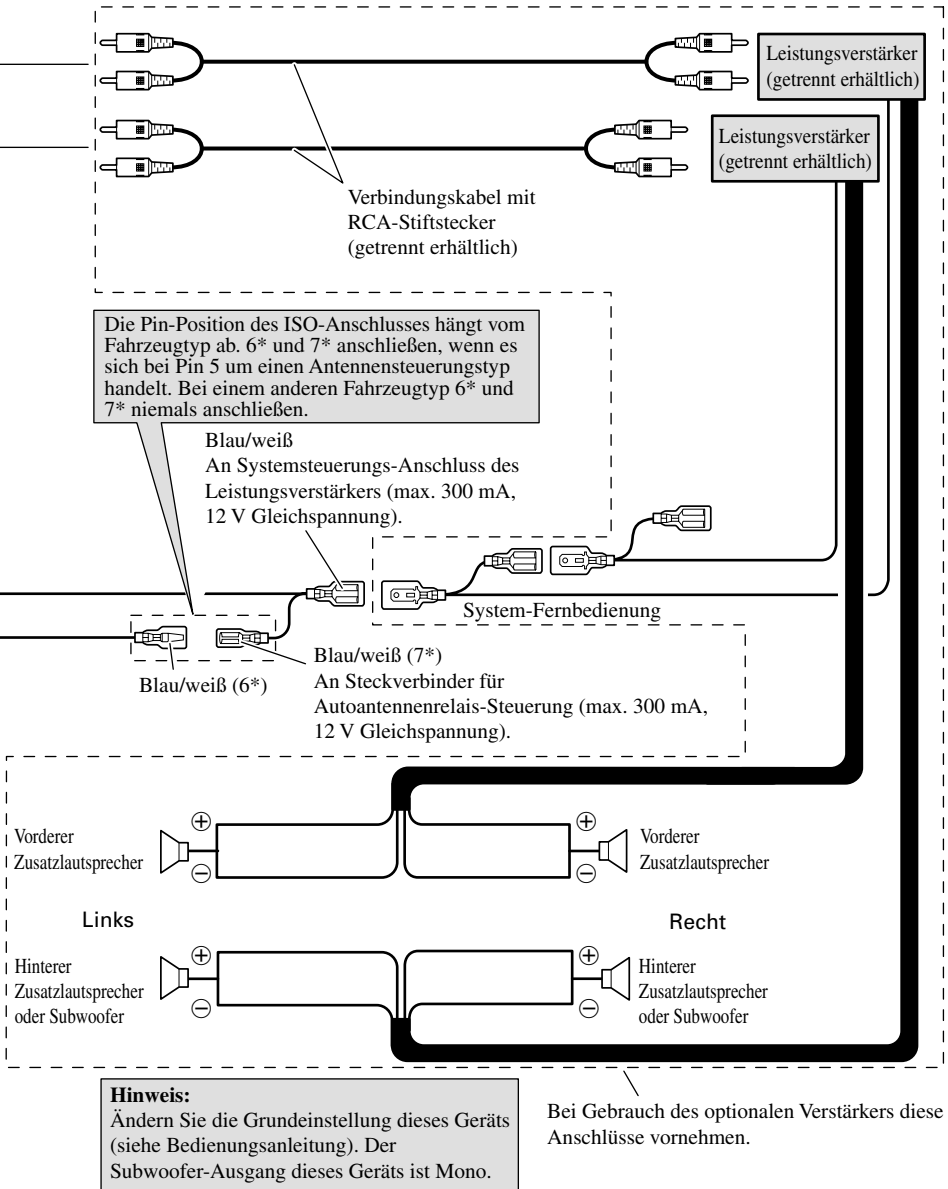 Leistungsverstärker
(getrennt erhältlich)
Leistungsverstärker
(getrennt erhältlich)
Verbindungskabel mit
RCA-Stiftstecker
(getrennt erhältlich)
Die Pin-Position des ISO-Anschlusses hängt vom
Fahrzeugtyp ab. 6* und 7* anschließen, wenn es
sich bei Pin 5 um einen Antennensteuerungstyp
handelt. Bei einem anderen Fahrzeugtyp 6* und
7* niemals anschließen.
Blau/weiß
An Systemsteuerungs-Anschluss des
Leistungsverstärkers (max. 300 mA,
12 V Gleichspannung).
System-Fernbedienung
Blau/weiß (6*)
Blau/weiß (7*)
An Steckverbinder für
Autoantennenrelais-Steuerung (max. 300 mA,
12 V Gleichspannung).
Vorderer
Zusatzlautsprecher
+
−
+
−
Vorderer
Zusatzlautsprecher
Links
Recht
Hinterer
Zusatzlautsprecher
oder Subwoofer
+
−
+
−
Hinterer
Zusatzlautsprecher
oder Subwoofer
Hinweis:
Ändern Sie die Grundeinstellung dieses Geräts
(siehe Bedienungsanleitung). Der
Subwoofer-Ausgang dieses Geräts ist Mono.
Bei Gebrauch des optionalen Verstärkers diese
Anschlüsse vornehmen.